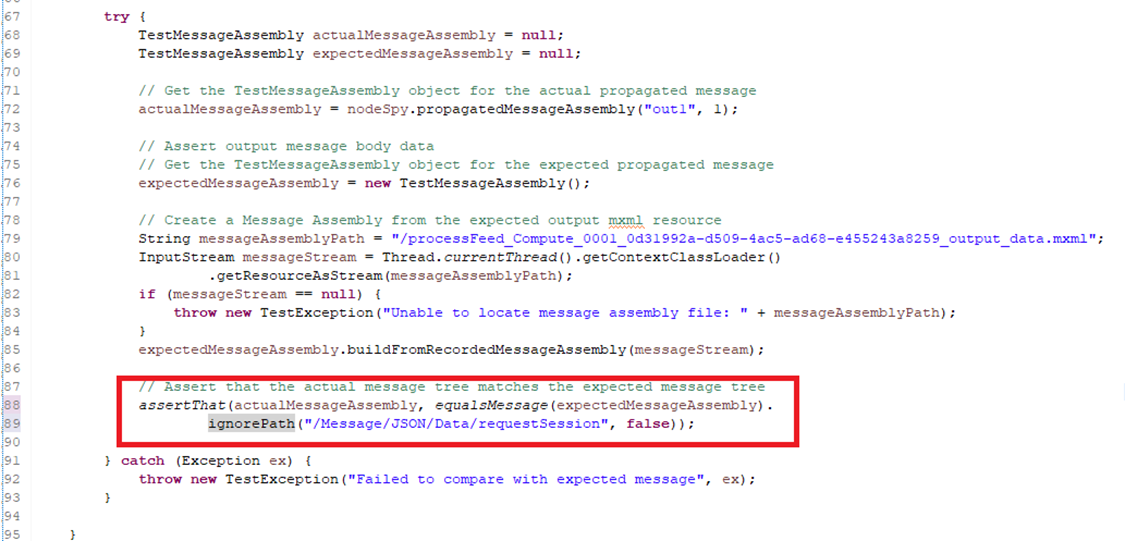 67 try {
68 TestMessageAssembly actualMessageAssembly = null;
69 TestMessageAssembly expectedMessageAssembly = null;
70
71 // Get the TestMessageAssembly object for the actual propagated message
72 actualMessageAssembly = nodeSpy.propagatedMessageAssembly("out1", 1);
73
74 // Assert output message body data
75 // Get the TestMessageAssembly object for the expected propagated message
76 expectedMessageAssembly = new TestMessageAssembly();
77
78 // Create a Message Assembly from the expected output mxml resource
79 String messageAssemblyPath = "/processFeed_Compute_0001_0d31992a-d509-4ac5-ad68-e455243a8259_output_data.mxml";
80 InputStream messageStream = Thread.currentThread().getContextClassLoader()
81 .getResourceAsStream(messageAssemblyPath);
82 if (messageStream == null) {
83 throw new TestException("Unable to locate message assembly file: " + messageAssemblyPath);
84 }
85 expectedMessageAssembly.buildFromRecordedMessageAssembly(messageStream);
86
87 // Assert that the actual message tree matches the expected message tree
88 assertThat(actualMessageAssembly, equalsMessage(expectedMessageAssembly).
89 ignorePath("/Message/JSON/Data/requestSession", false));
90
91 } catch (Exception ex) {
92 throw new TestException("Failed to compare with expected message", ex);
93 }
94
95 }